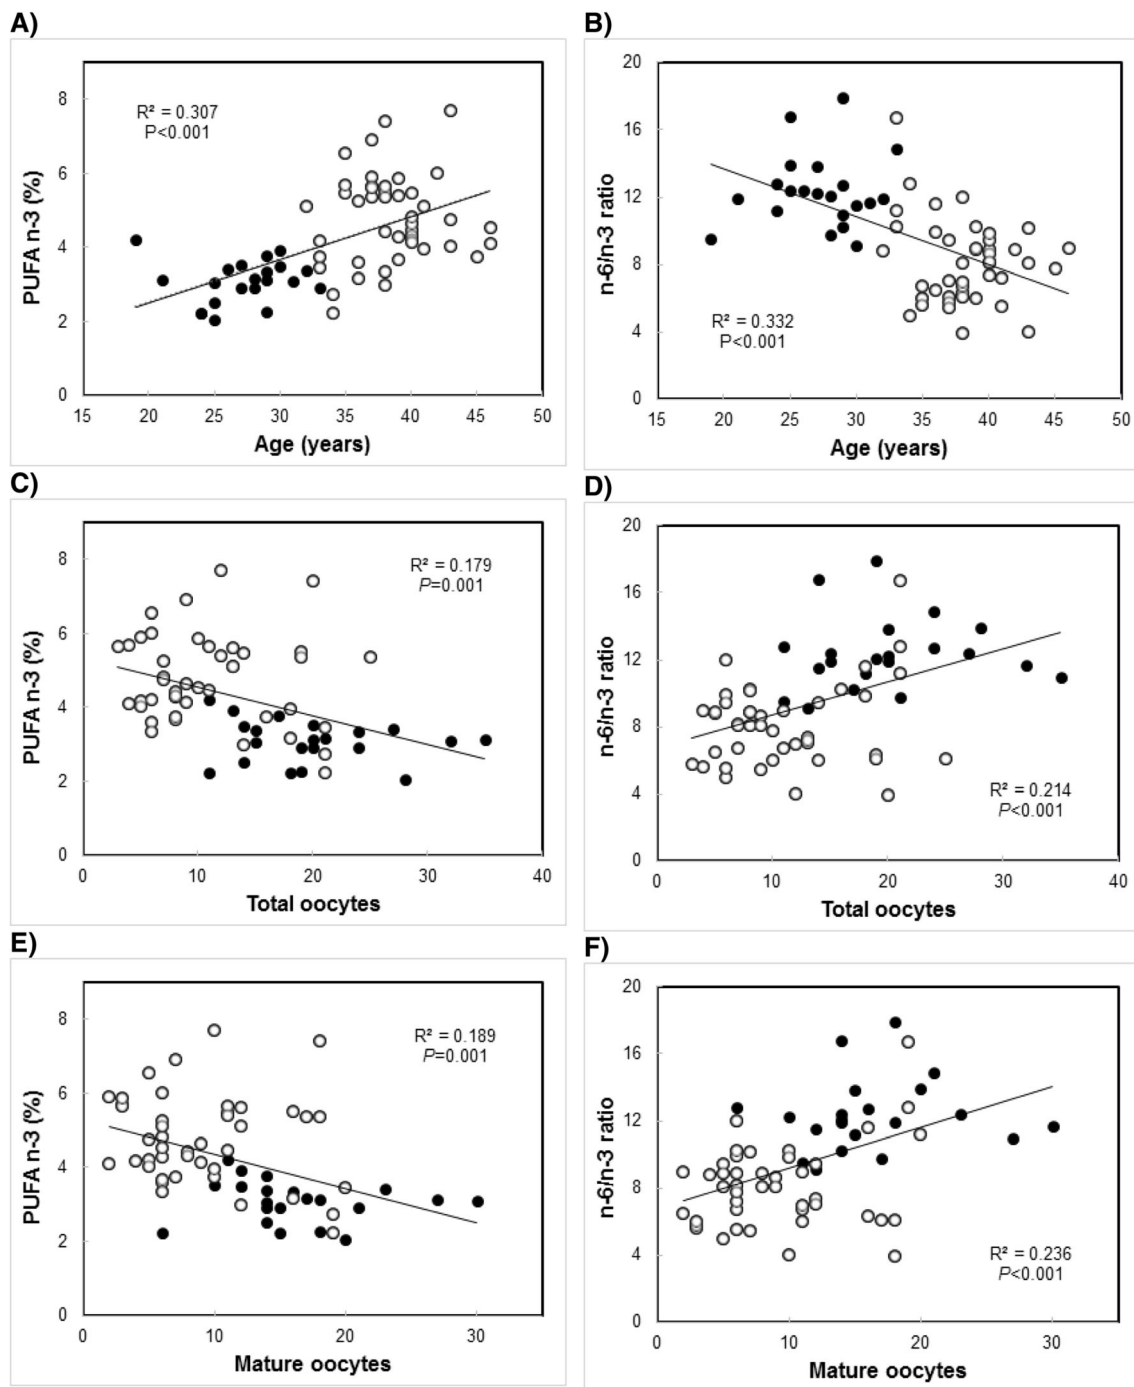 A)
8
6
4
2
0
PUFA n-3 (%)
R² = 0.307
P<0.001
15 20 25 30 35 40 45 50
Age (years)
B)
20
16
12
8
4
0
n-6/n-3 ratio
R² = 0.332
P<0.001
15 20 25 30 35 40 45 50
Age (years)
C)
8
6
4
2
0
PUFA n-3 (%)
R² = 0.179
P=0.001
0 10 20 30 40
Total oocytes
D)
20
16
12
8
4
0
n-6/n-3 ratio
R² = 0.214
P<0.001
0 10 20 30 40
Total oocytes
E)
8
6
4
2
0
PUFA n-3 (%)
R² = 0.189
P=0.001
0 10 20 30
Mature oocytes
F)
20
16
12
8
4
0
n-6/n-3 ratio
R² = 0.236
P<0.001
0 10 20 30
Mature oocytes